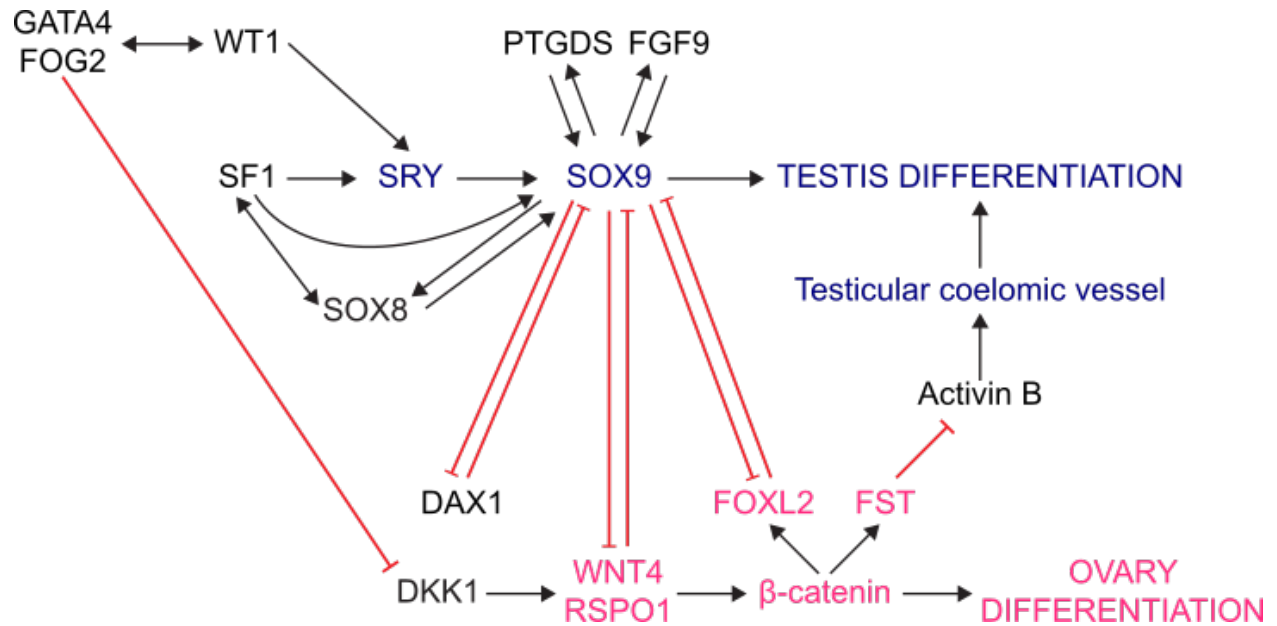 GATA4
FOG2
WT1
PTGDS
FGF9
SF1
SRY
SOX9
TESTIS DIFFERENTIATION
SOX8
Testicular coelomic vessel
Activin B
DAX1
FOXL2
FST
DKK1
WNT4
RSPO1
β-catenin
OVARY
DIFFERENTIATION